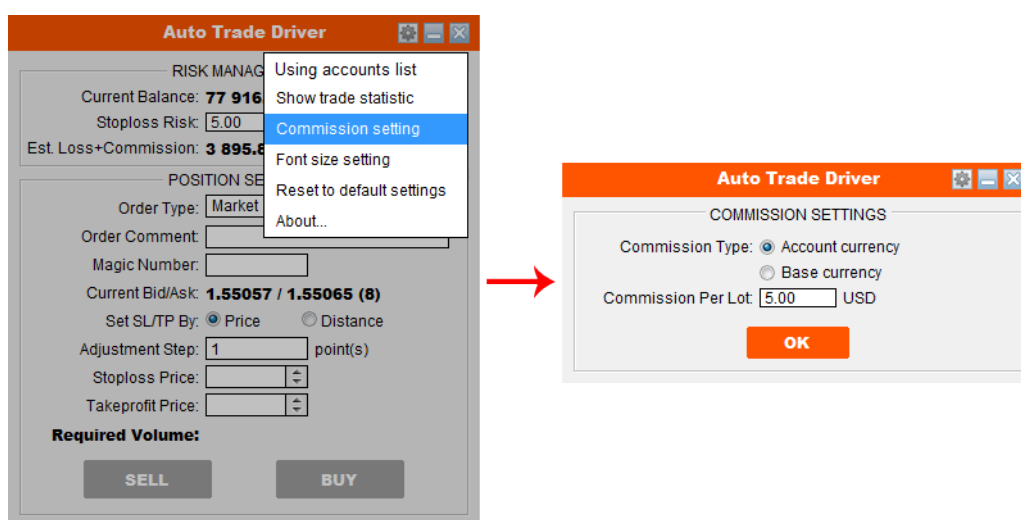 Auto Trade Driver
RISK MANAG
Current Balance: 77 916
Stoploss Risk: 5.00
Est. Loss+Commission: 3 895.8
Using accounts list
Show trade statistic
Commission setting
Font size setting
Reset to default settings
About...
POSITION SE
Order Type: Market
Order Comment:
Magic Number:
Current Bid/Ask: 1.55057 / 1.55065 (8)
Set SL/TP By: Price Distance
Adjustment Step: 1 point(s)
Stoploss Price:
Takeprofit Price:
Required Volume:
SELL BUY
Auto Trade Driver
COMMISSION SETTINGS
Commission Type: Account currency
Base currency
Commission Per Lot: 5.00 USD
OK